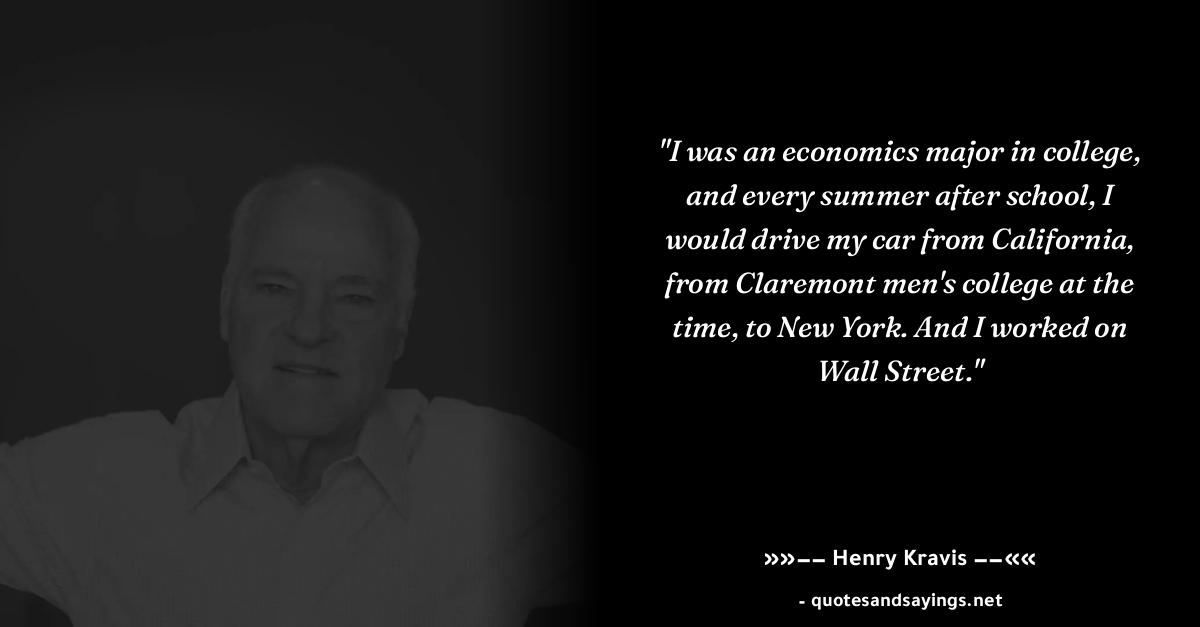 "I was an economics major in college,
and every summer after school, I
would drive my car from California,
from Claremont men's college at the
time, to New York. And I worked on
Wall Street."
»»−− Henry Kravis −−««
- quotesandsayings.net